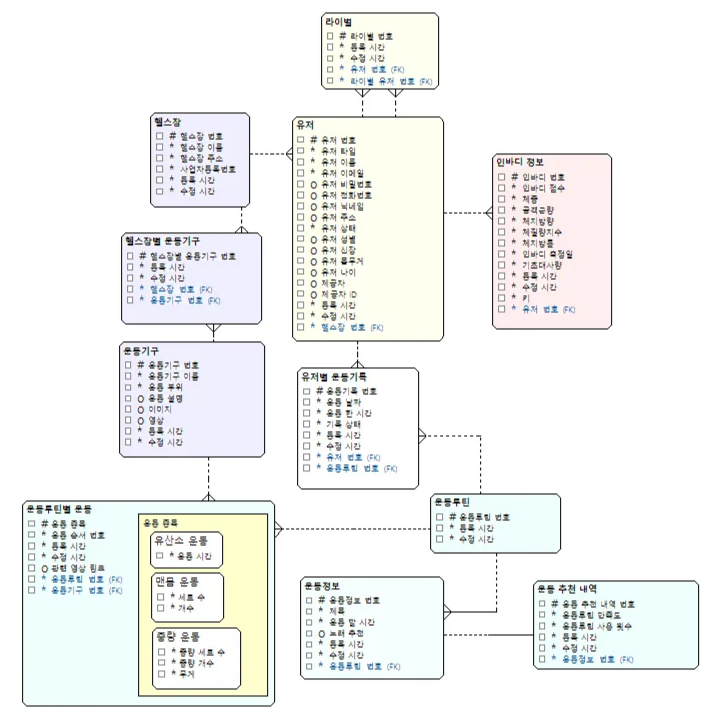 라이벌
# 라이벌 번호
* 등록 시간
* 수정 시간
* 유저 번호 (FK)
* 라이벌 유저 번호 (FK)
헬스장
# 헬스장 번호
* 헬스장 이름
* 헬스장 주소
* 사업자등록번호
* 등록 시간
* 수정 시간
유저
# 유저 번호
* 유저 타입
* 유저 이름
* 유저 이메일
O 유저 비밀번호
O 유저 전화번호
O 유저 닉네임
O 유저 주소
* 유저 상태
O 유저 성별
O 유저 신장
O 유저 몸무게
O 유저 나이
O 제공자
O 제공자 ID
* 등록 시간
* 수정 시간
* 헬스장 번호 (FK)
인바디 정보
# 인바디 번호
* 인바디 점수
* 체중
* 골격근량
* 체지방량
* 체질량지수
* 체지방률
* 인바디 측정일
* 기초대사량
* 등록 시간
* 수정 시간
* 키
* 유저 번호 (FK)
헬스장별 운동기구
# 헬스장별 운동기구 번호
* 등록 시간
* 수정 시간
* 헬스장 번호 (FK)
* 운동기구 번호 (FK)
운동기구
# 운동기구 번호
* 운동기구 이름
* 운동 부위
O 운동 설명
O 이미지
O 영상
* 등록 시간
* 수정 시간
유저별 운동기록
# 운동기록 번호
* 운동 날짜
* 운동 한 시간
* 기록 상태
* 등록 시간
* 수정 시간
* 유저 번호 (FK)
* 운동루틴 번호 (FK)
운동루틴별 운동
# 운동 종목
* 운동 순서 번호
* 등록 시간
* 수정 시간
O 관련 영상 링크
* 운동루틴 번호 (FK)
* 운동기구 번호 (FK)
운동 종목
유산소 운동
* 운동 시간
맨몸 운동
* 세트 수
* 개수
중량 운동
* 중량 세트 수
* 중량 개수
* 무게
운동루틴
# 운동루틴 번호
* 등록 시간
* 수정 시간
운동정보
# 운동정보 번호
* 제목
* 운동 할 시간
O 노래 추천
* 등록 시간
* 수정 시간
* 운동루틴 번호 (FK)
운동 추천 내역
# 운동 추천 내역 번호
* 운동루틴 만족도
* 운동루틴 사용 횟수
* 등록 시간
* 수정 시간
* 운동정보 번호 (FK)